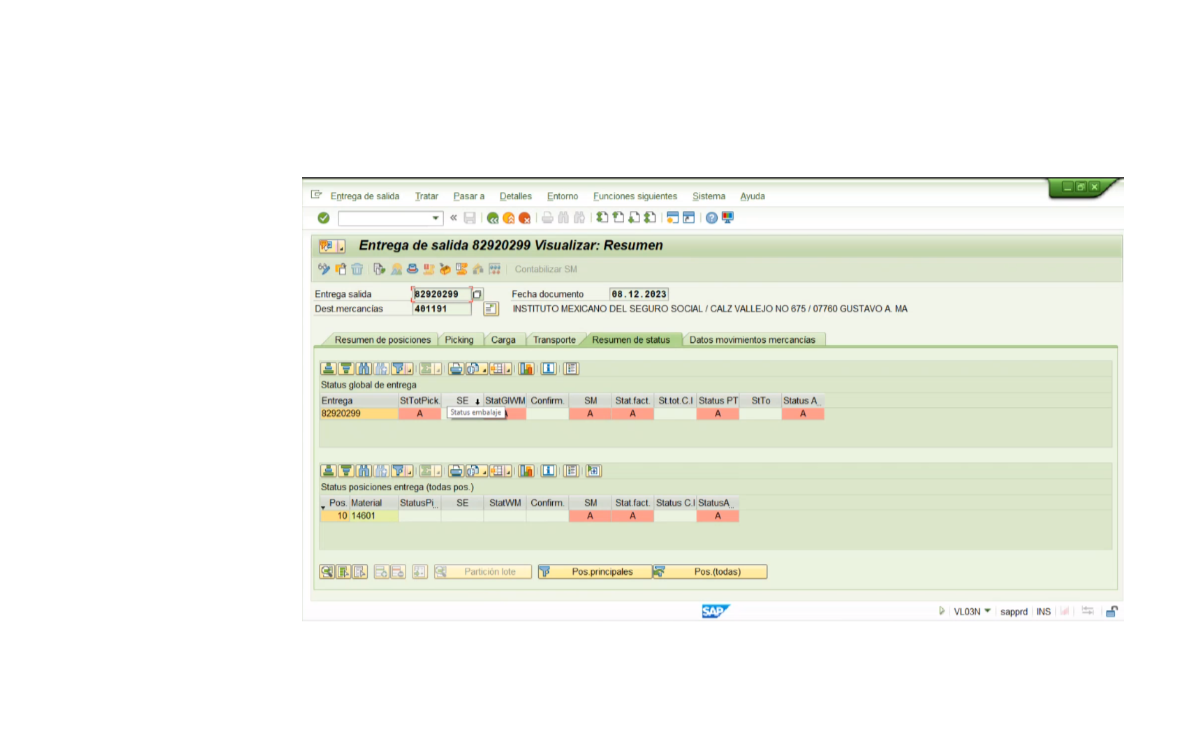 Entrega de salida Tratar Pasar a Detalles Entorno Funciones siguientes Sistema Ayuda
Entrega de salida 82920299 Visualizar: Resumen
Contabilizar SM
Entrega salida 82920299 Fecha documento 08.12.2023
Dest.mercancías 401191 INSTITUTO MEXICANO DEL SEGURO SOCIAL / CALZ VALLEJO NO 675 / 07760 GUSTAVO A. MA
Resumen de posiciones Picking Carga Transporte Resumen de status Datos movimientos mercancías
Status global de entrega
Entrega StTotPick. SE StatGlWM Confirm. SM Stat.fact. St.tot.C.l Status PT StTo Status A...
82920299 A A A A A
Status embalaje
Status posiciones entrega (todas pos.)
Pos. Material StatusPi... SE StatWM Confirm. SM Stat.fact. Status C.l StatusA...
10 14601 A A A
Partición lote Pos.principales Pos.(todas)
SAP VL03N sapprd INS